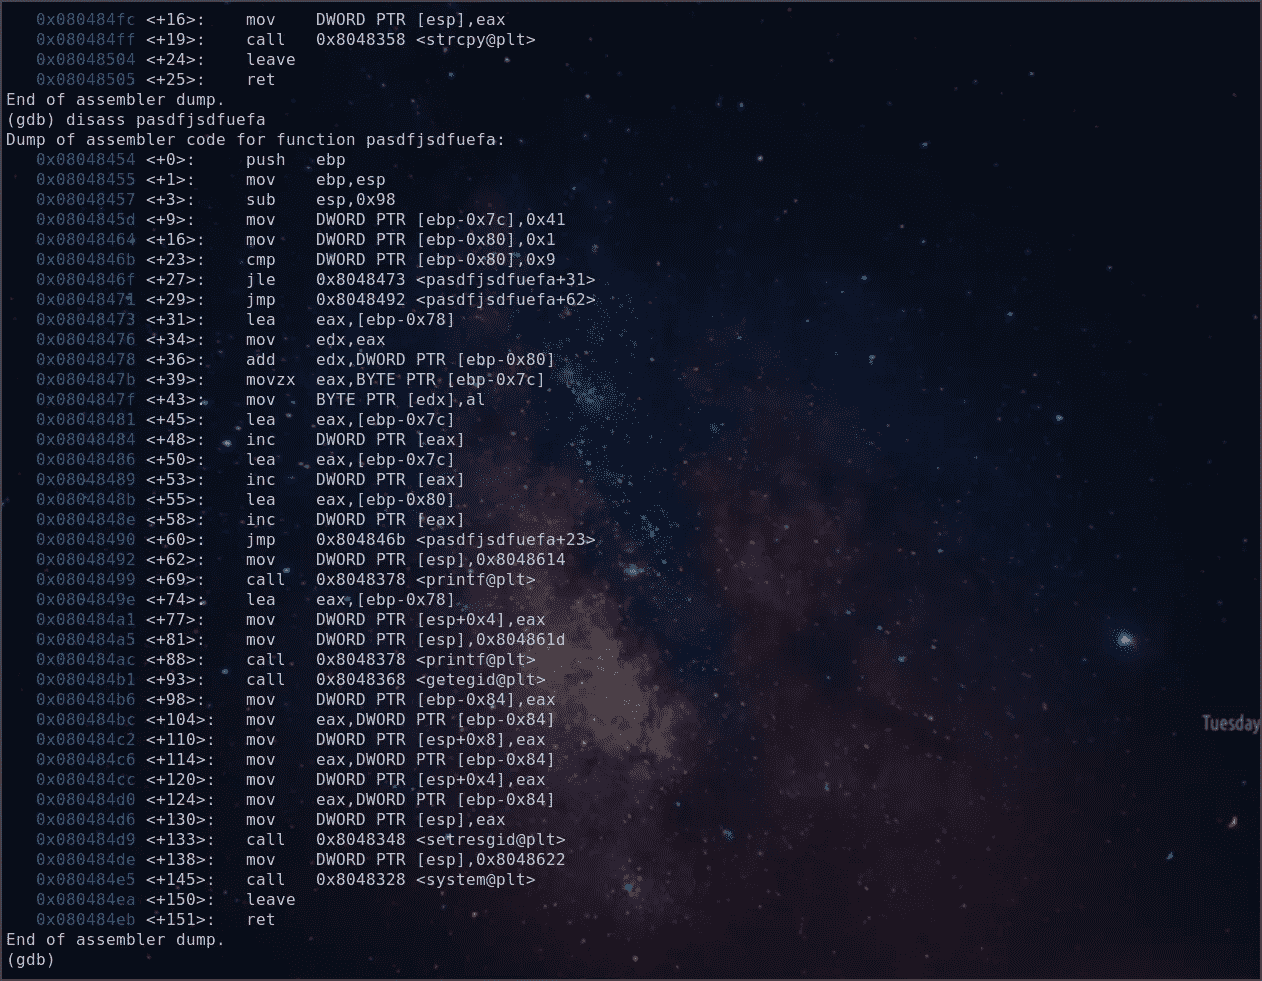 0x080484fc <+16>: mov DWORD PTR [esp],eax
0x080484ff <+19>: call 0x8048358 <strcpy@plt>
0x08048504 <+24>: leave
0x08048505 <+25>: ret
End of assembler dump.
(gdb) disass pasdfjsdfuefa
Dump of assembler code for function pasdfjsdfuefa:
0x08048454 <+0>: push ebp
0x08048455 <+1>: mov ebp,esp
0x08048457 <+3>: sub esp,0x98
0x0804845d <+9>: mov DWORD PTR [ebp-0x7c],0x41
0x08048464 <+16>: mov DWORD PTR [ebp-0x80],0x1
0x0804846b <+23>: cmp DWORD PTR [ebp-0x80],0x9
0x0804846f <+27>: jle 0x8048473 <pasdfjsdfuefa+31>
0x08048471 <+29>: jmp 0x8048492 <pasdfjsdfuefa+62>
0x08048473 <+31>: lea eax,[ebp-0x78]
0x08048476 <+34>: mov edx,eax
0x08048478 <+36>: add edx,DWORD PTR [ebp-0x80]
0x0804847b <+39>: movzx eax,BYTE PTR [ebp-0x7c]
0x0804847f <+43>: mov BYTE PTR [edx],al
0x08048481 <+45>: lea eax,[ebp-0x7c]
0x08048484 <+48>: inc DWORD PTR [eax]
0x08048486 <+50>: lea eax,[ebp-0x7c]
0x08048489 <+53>: inc DWORD PTR [eax]
0x0804848b <+55>: lea eax,[ebp-0x80]
0x0804848e <+58>: inc DWORD PTR [eax]
0x08048490 <+60>: jmp 0x804846b <pasdfjsdfuefa+23>
0x08048492 <+62>: mov DWORD PTR [esp],0x8048614
0x08048499 <+69>: call 0x8048378 <printf@plt>
0x0804849e <+74>: lea eax,[ebp-0x78]
0x080484a1 <+77>: mov DWORD PTR [esp+0x4],eax
0x080484a5 <+81>: mov DWORD PTR [esp],0x804861d
0x080484ac <+88>: call 0x8048378 <printf@plt>
0x080484b1 <+93>: call 0x8048368 <getegid@plt>
0x080484b6 <+98>: mov DWORD PTR [ebp-0x84],eax
0x080484bc <+104>: mov eax,DWORD PTR [ebp-0x84]
0x080484c2 <+110>: mov DWORD PTR [esp+0x8],eax
0x080484c6 <+114>: mov eax,DWORD PTR [ebp-0x84]
0x080484cc <+120>: mov DWORD PTR [esp+0x4],eax
0x080484d0 <+124>: mov eax,DWORD PTR [ebp-0x84]
0x080484d6 <+130>: mov DWORD PTR [esp],eax
0x080484d9 <+133>: call 0x8048348 <setresgid@plt>
0x080484de <+138>: mov DWORD PTR [esp],0x8048622
0x080484e5 <+145>: call 0x8048328 <system@plt>
0x080484ea <+150>: leave
0x080484eb <+151>: ret
End of assembler dump.
(gdb)
Tuesday